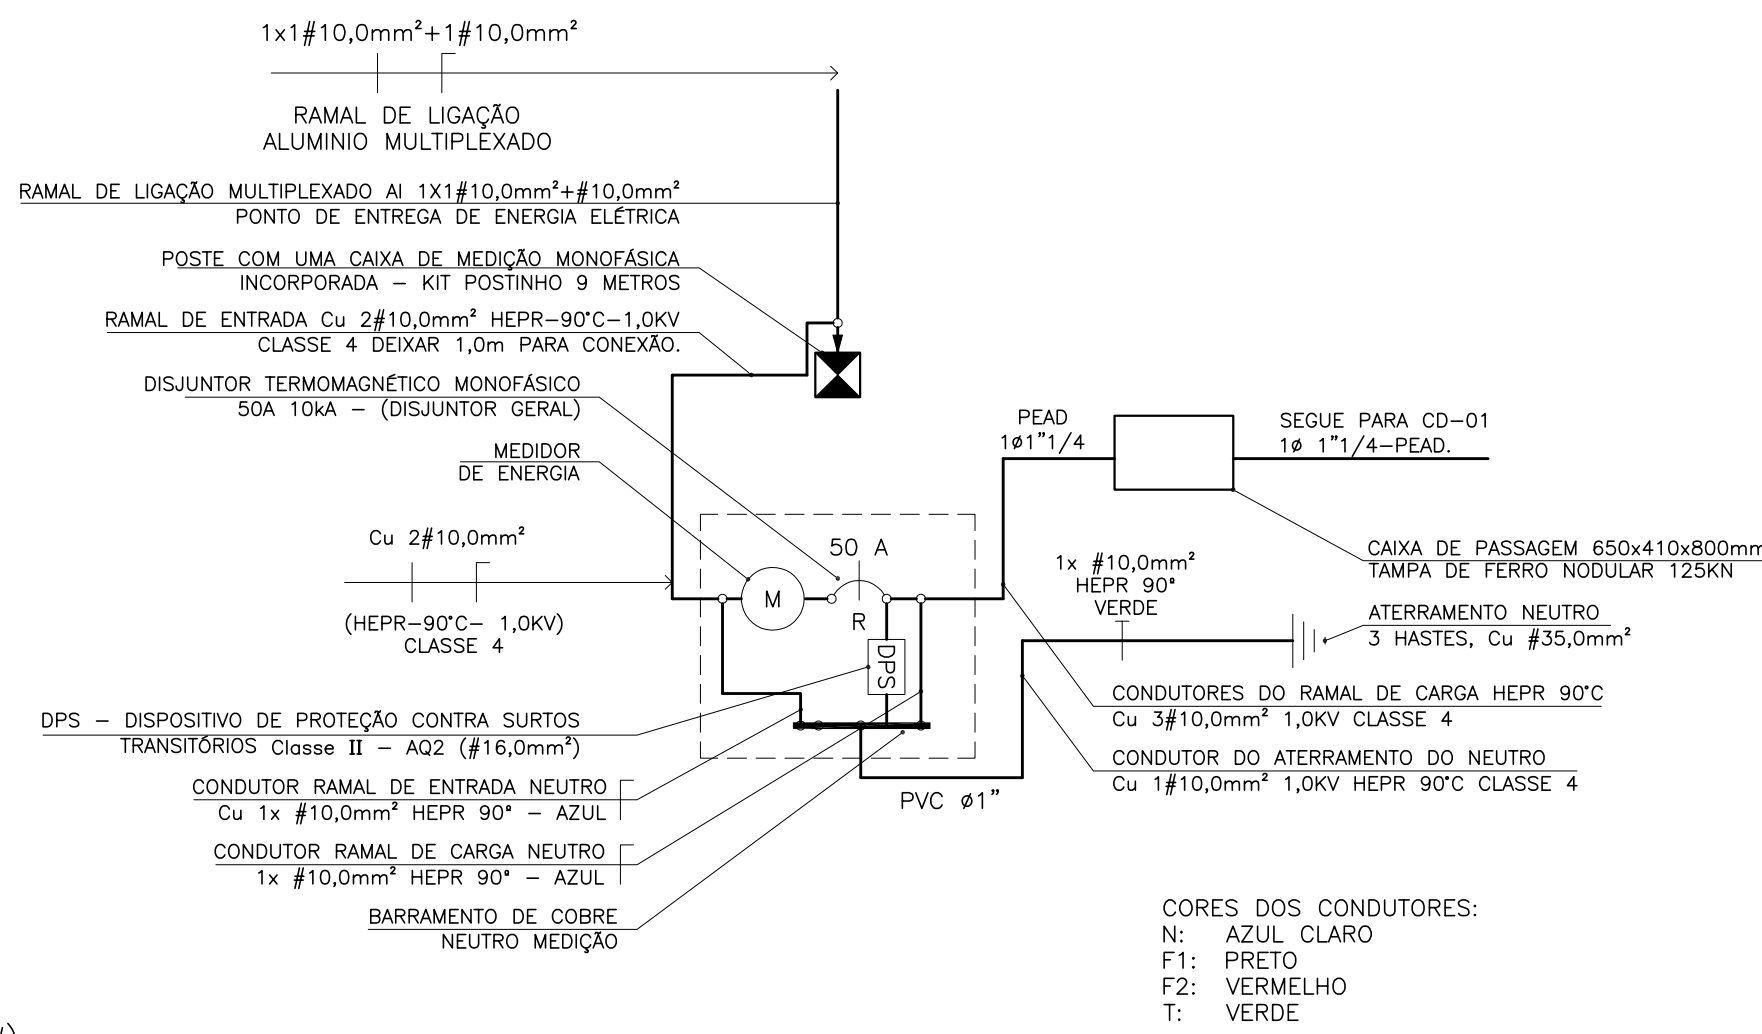 1x1#10,0mm²+1#10,0mm²
RAMAL DE LIGAÇÃO
ALUMINIO MULTIPLEXADO
RAMAL DE LIGAÇÃO MULTIPLEXADO Al 1X1#10,0mm²+#10,0mm²
PONTO DE ENTREGA DE ENERGIA ELÉTRICA
POSTE COM UMA CAIXA DE MEDIÇÃO MONOFÁSICA
INCORPORADA – KIT POSTINHO 9 METROS
RAMAL DE ENTRADA Cu 2#10,0mm² HEPR–90°C–1,0KV
CLASSE 4 DEIXAR 1,0m PARA CONEXÃO.
DISJUNTOR TERMOMAGNÉTICO MONOFÁSICO
50A 10kA – (DISJUNTOR GERAL)
MEDIDOR
DE ENERGIA
Cu 2#10,0mm²
(HEPR–90°C– 1,0KV)
CLASSE 4
50 A
M
R
DPS
PEAD
1ø1"1/4
SEGUE PARA CD–01
1ø 1"1/4–PEAD.
CAIXA DE PASSAGEM 650x410x800mm
TAMPA DE FERRO NODULAR 125KN
1x #10,0mm²
HEPR 90°
VERDE
ATERRAMENTO NEUTRO
3 HASTES, Cu #35,0mm²
CONDUTORES DO RAMAL DE CARGA HEPR 90°C
Cu 3#10,0mm² 1,0KV CLASSE 4
CONDUTOR DO ATERRAMENTO DO NEUTRO
Cu 1#10,0mm² 1,0KV HEPR 90°C CLASSE 4
DPS – DISPOSITIVO DE PROTEÇÃO CONTRA SURTOS
TRANSITÓRIOS Classe II – AQ2 (#16,0mm²)
CONDUTOR RAMAL DE ENTRADA NEUTRO
Cu 1x #10,0mm² HEPR 90° – AZUL
PVC ø1"
CONDUTOR RAMAL DE CARGA NEUTRO
1x #10,0mm² HEPR 90° – AZUL
BARRAMENTO DE COBRE
NEUTRO MEDIÇÃO
CORES DOS CONDUTORES:
N: AZUL CLARO
F1: PRETO
F2: VERMELHO
T: VERDE